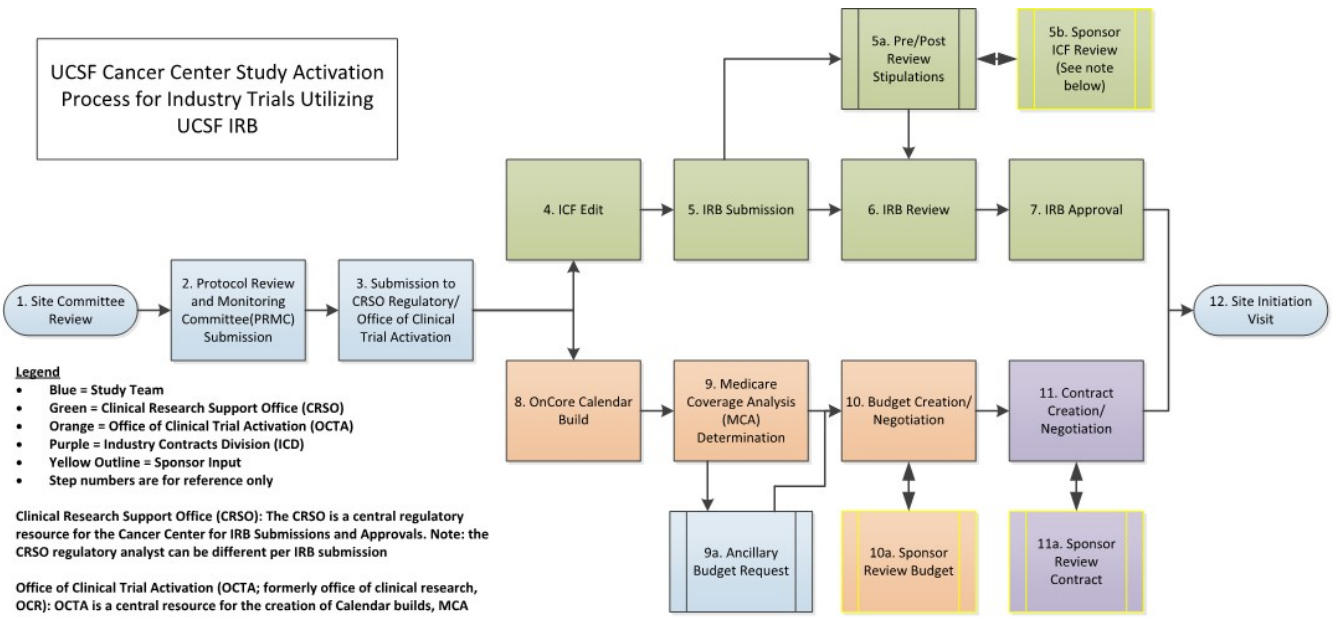 UCSF Cancer Center Study Activation
Process for Industry Trials Utilizing
UCSF IRB
5a. Pre/Post
Review
Stipulations
5b. Sponsor
ICF Review
(See note
below)
4. ICF Edit
5. IRB Submission
6. IRB Review
7. IRB Approval
1. Site Committee
Review
2. Protocol Review
and Monitoring
Committee(PRMC)
Submission
3. Submission to
CRSO Regulatory/
Office of Clinical
Trial Activation
12. Site Initiation
Visit
8. OnCore Calendar
Build
9. Medicare
Coverage Analysis
(MCA)
Determination
10. Budget Creation/
Negotiation
11. Contract
Creation/
Negotiation
9a. Ancillary
Budget Request
10a. Sponsor
Review Budget
11a. Sponsor
Review
Contract
Legend
• Blue = Study Team
• Green = Clinical Research Support Office (CRSO)
• Orange = Office of Clinical Trial Activation (OCTA)
• Purple = Industry Contracts Division (ICD)
• Yellow Outline = Sponsor Input
• Step numbers are for reference only
Clinical Research Support Office (CRSO): The CRSO is a central regulatory
resource for the Cancer Center for IRB Submissions and Approvals. Note: the
CRSO regulatory analyst can be different per IRB submission
Office of Clinical Trial Activation (OCTA; formerly office of clinical research,
OCR): OCTA is a central resource for the creation of Calendar builds, MCA